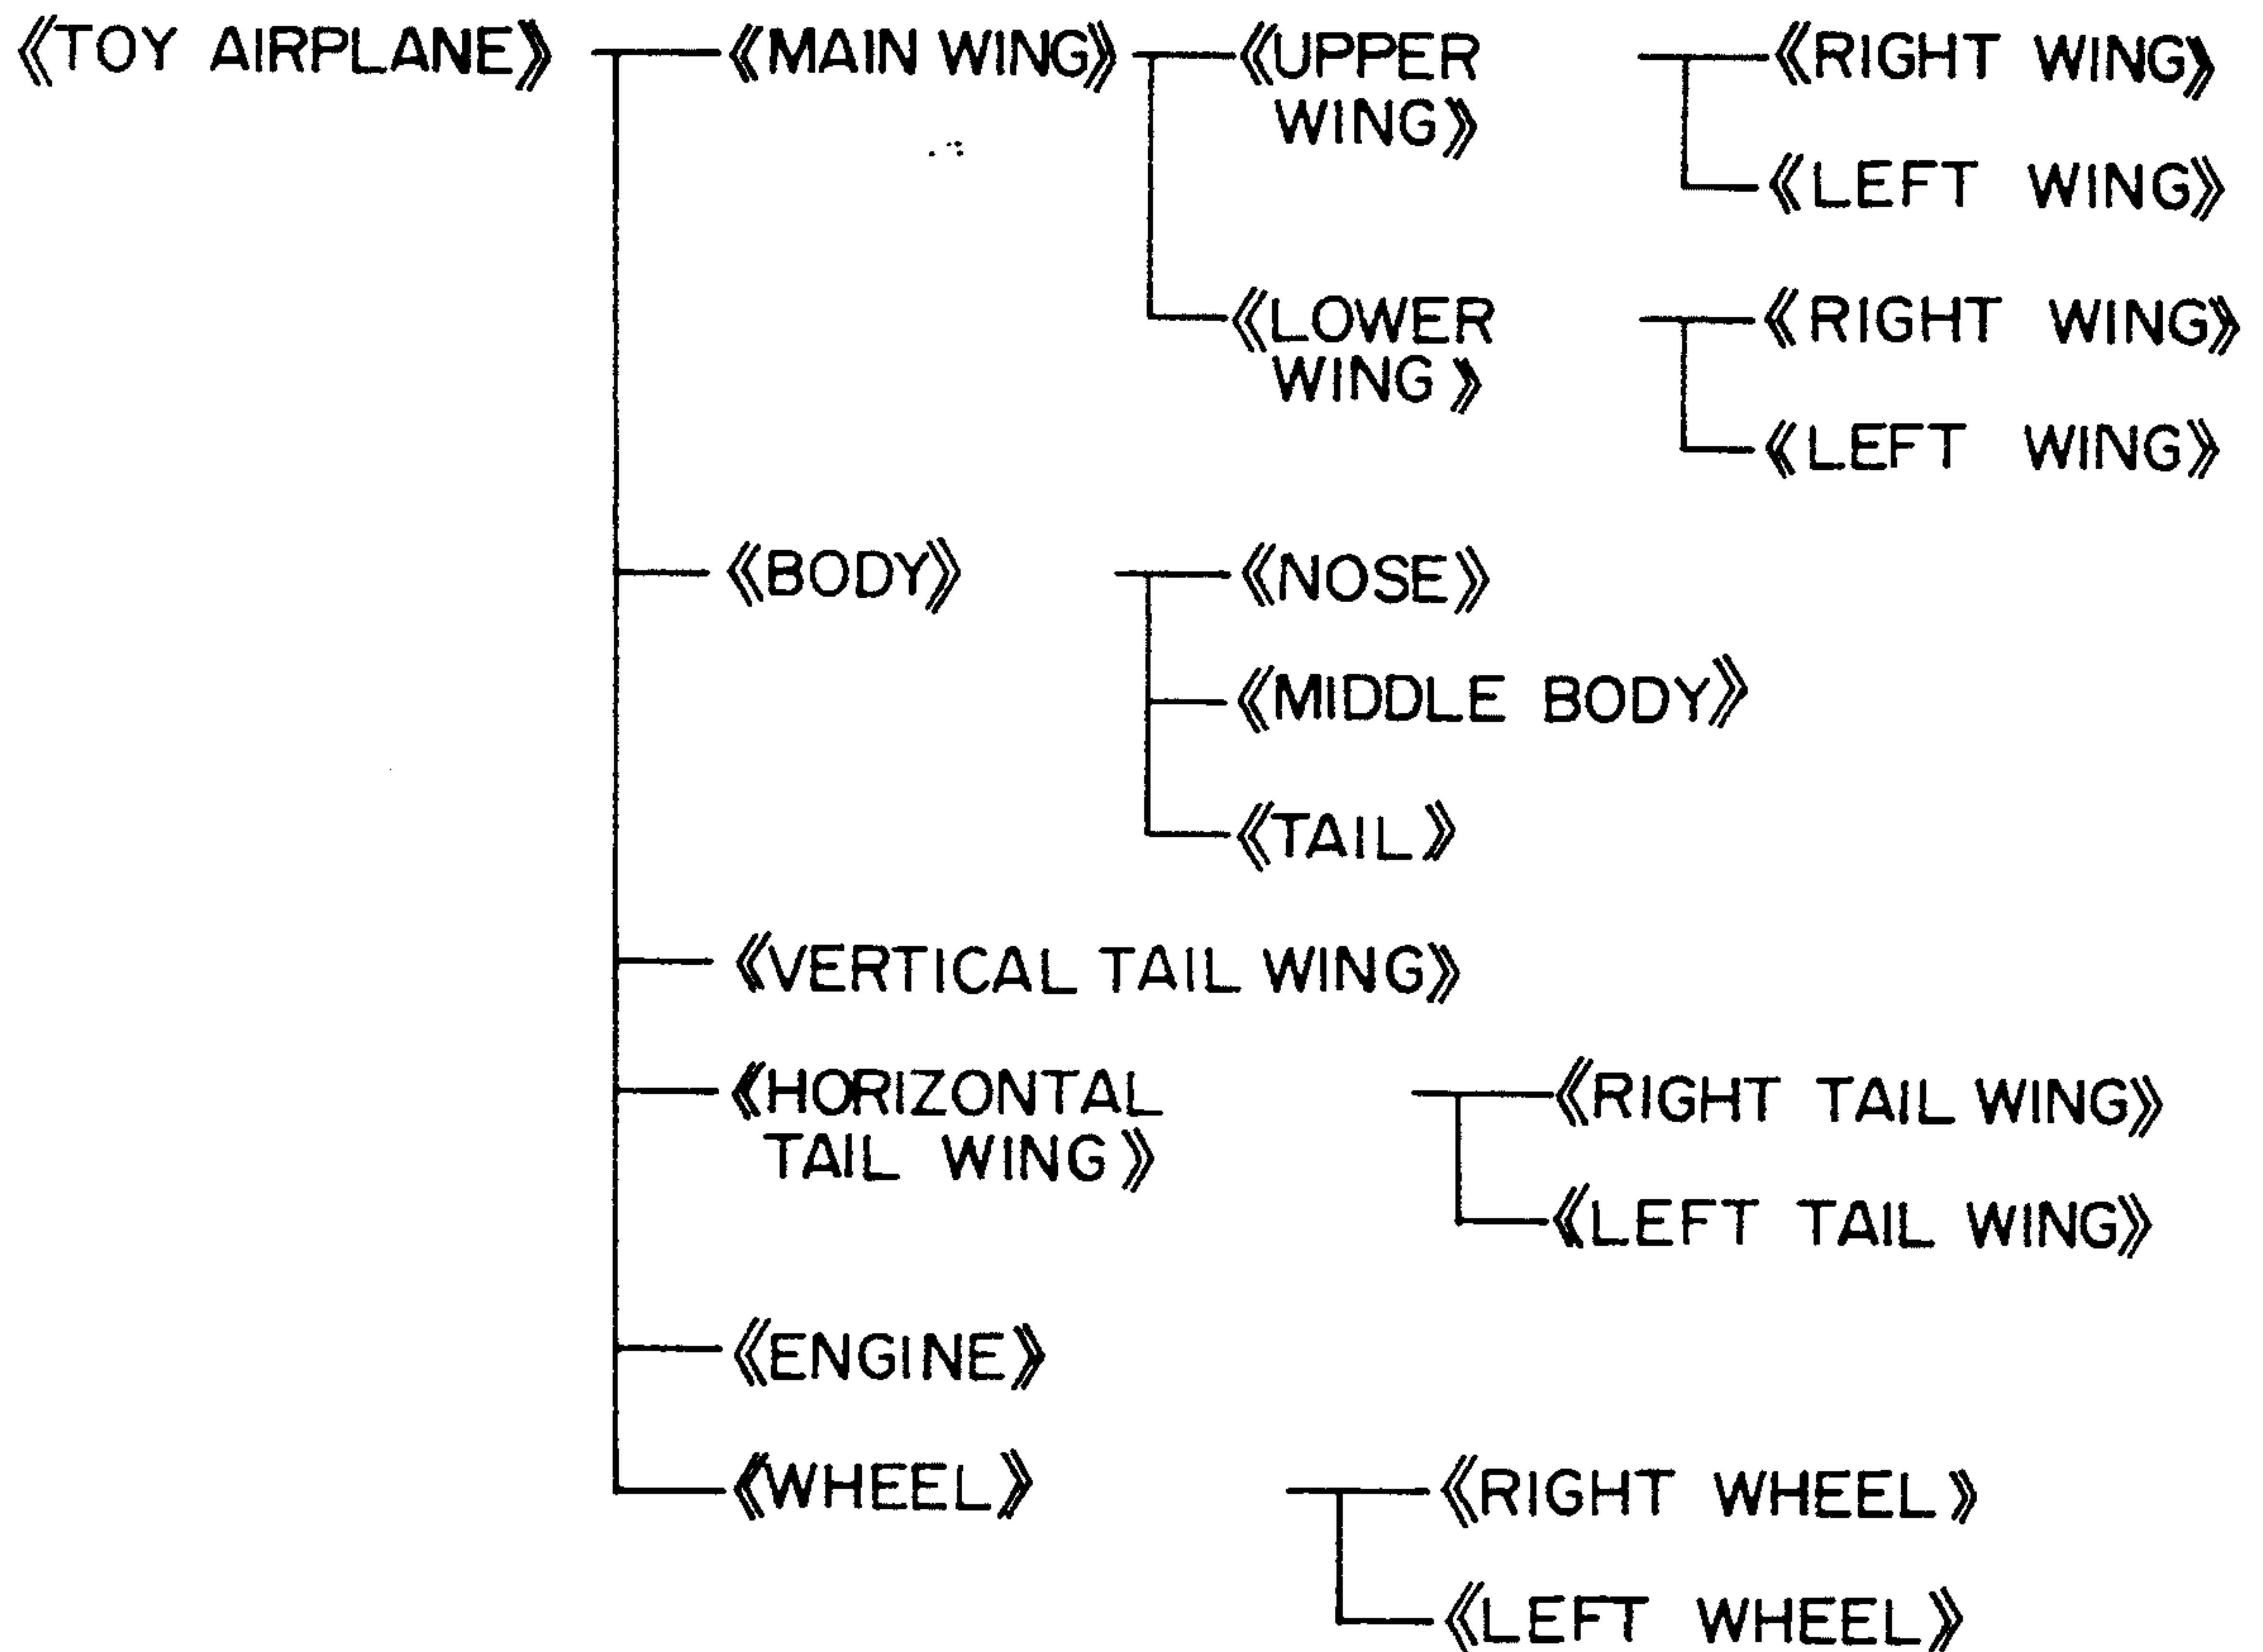 《TOY AIRPLANE》 《MAIN WING》 《UPPER WING》 《RIGHT WING》
《LEFT WING》
《LOWER WING》 《RIGHT WING》
《LEFT WING》
《BODY》 《NOSE》
《MIDDLE BODY》
《TAIL》
《VERTICAL TAIL WING》
《HORIZONTAL TAIL WING》 《RIGHT TAIL WING》
《LEFT TAIL WING》
《ENGINE》
《WHEEL》 《RIGHT WHEEL》
《LEFT WHEEL》